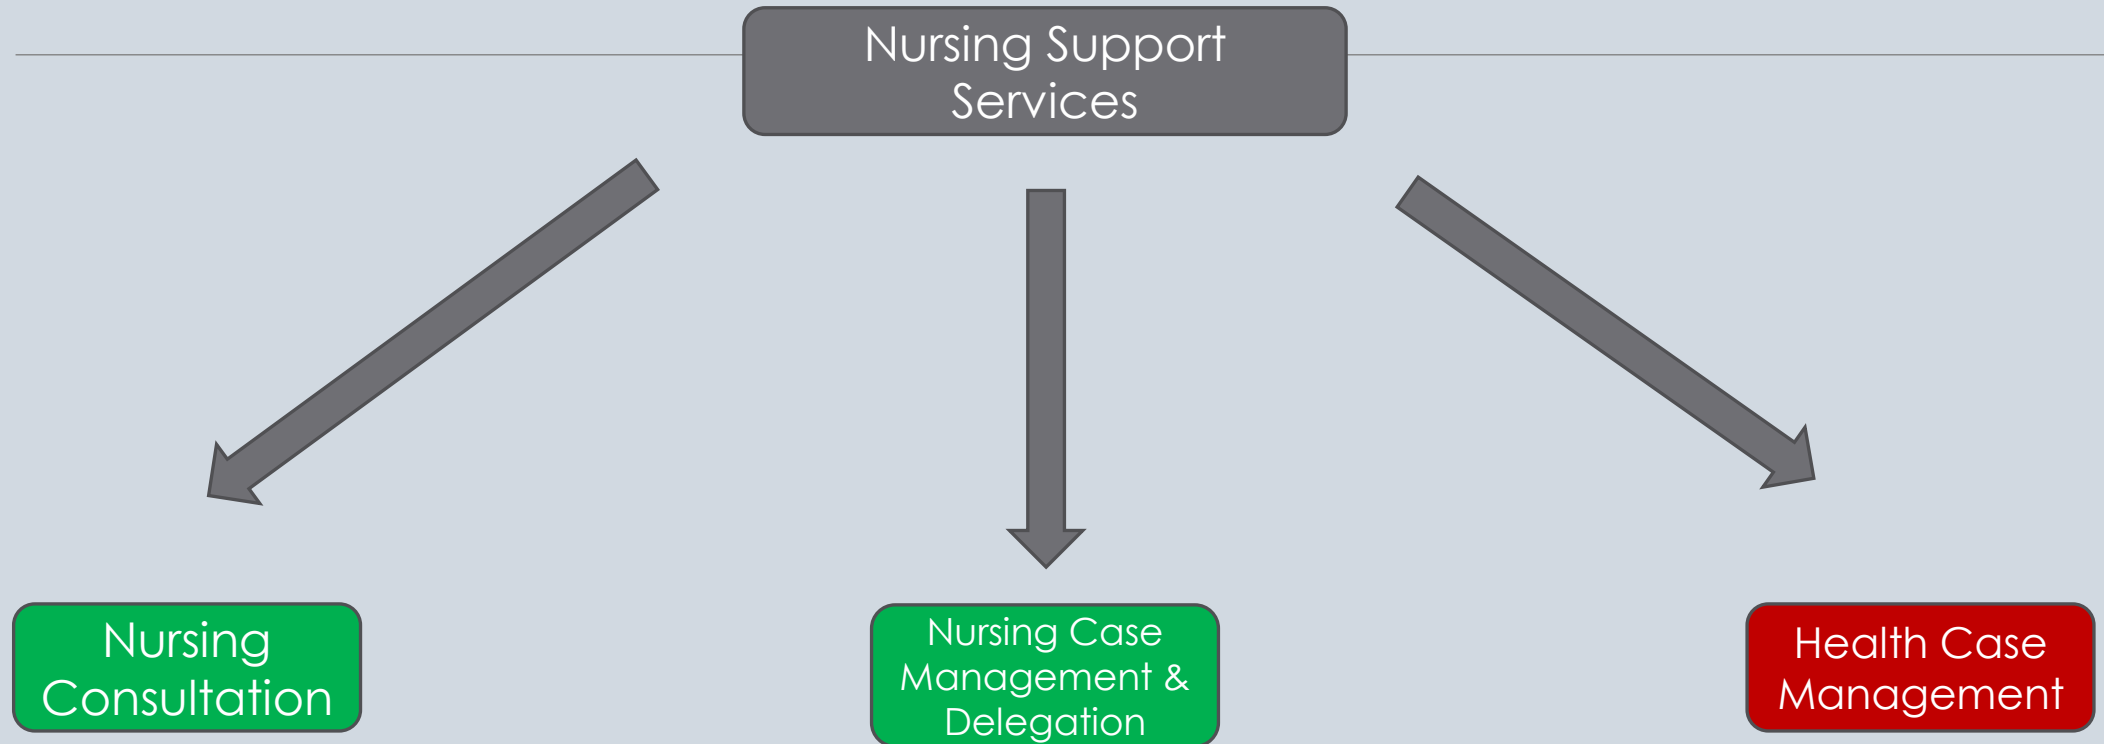 Nursing Support
Services
Nursing
Consultation
Nursing Case
Management &
Delegation
Health Case
Management